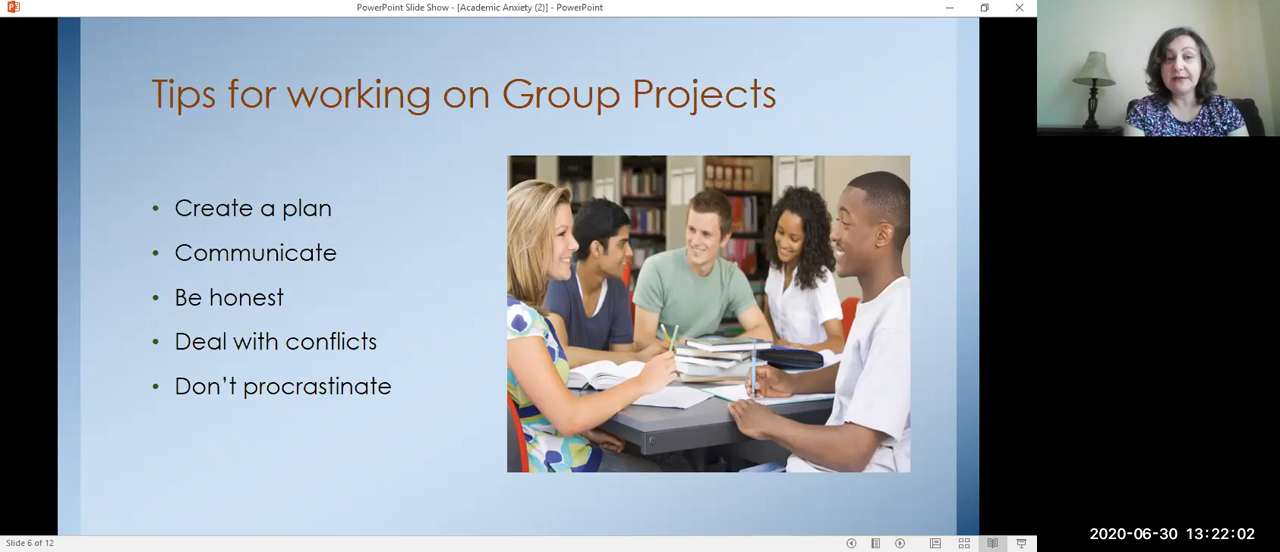 PowerPoint Slide Show - [Academic Anxiety (2)] - PowerPoint
Tips for working on Group Projects
• Create a plan
• Communicate
• Be honest
• Deal with conflicts
• Don't procrastinate
Slide 6 of 12
2020-06-30 13:22:02